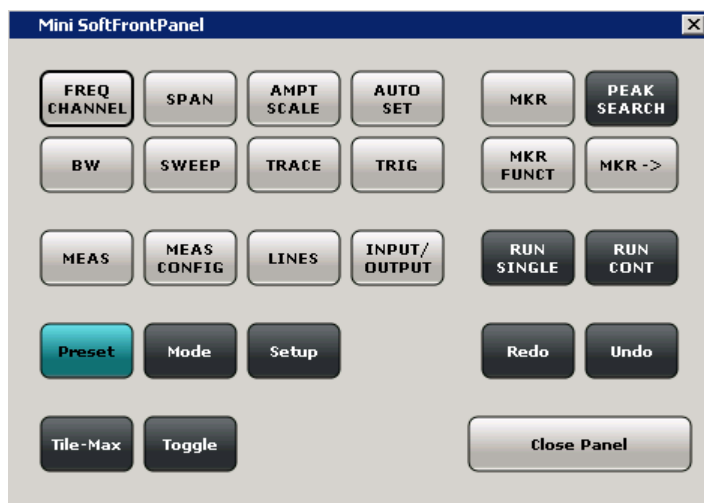 Mini SoftFrontPanel
FREQ
CHANNEL
SPAN
AMPT
SCALE
AUTO
SET
MKR
PEAK
SEARCH
BW
SWEEP
TRACE
TRIG
MKR
FUNCT
MKR ->
MEAS
MEAS
CONFIG
LINES
INPUT/
OUTPUT
RUN
SINGLE
RUN
CONT
Preset
Mode
Setup
Redo
Undo
Tile-Max
Toggle
Close Panel